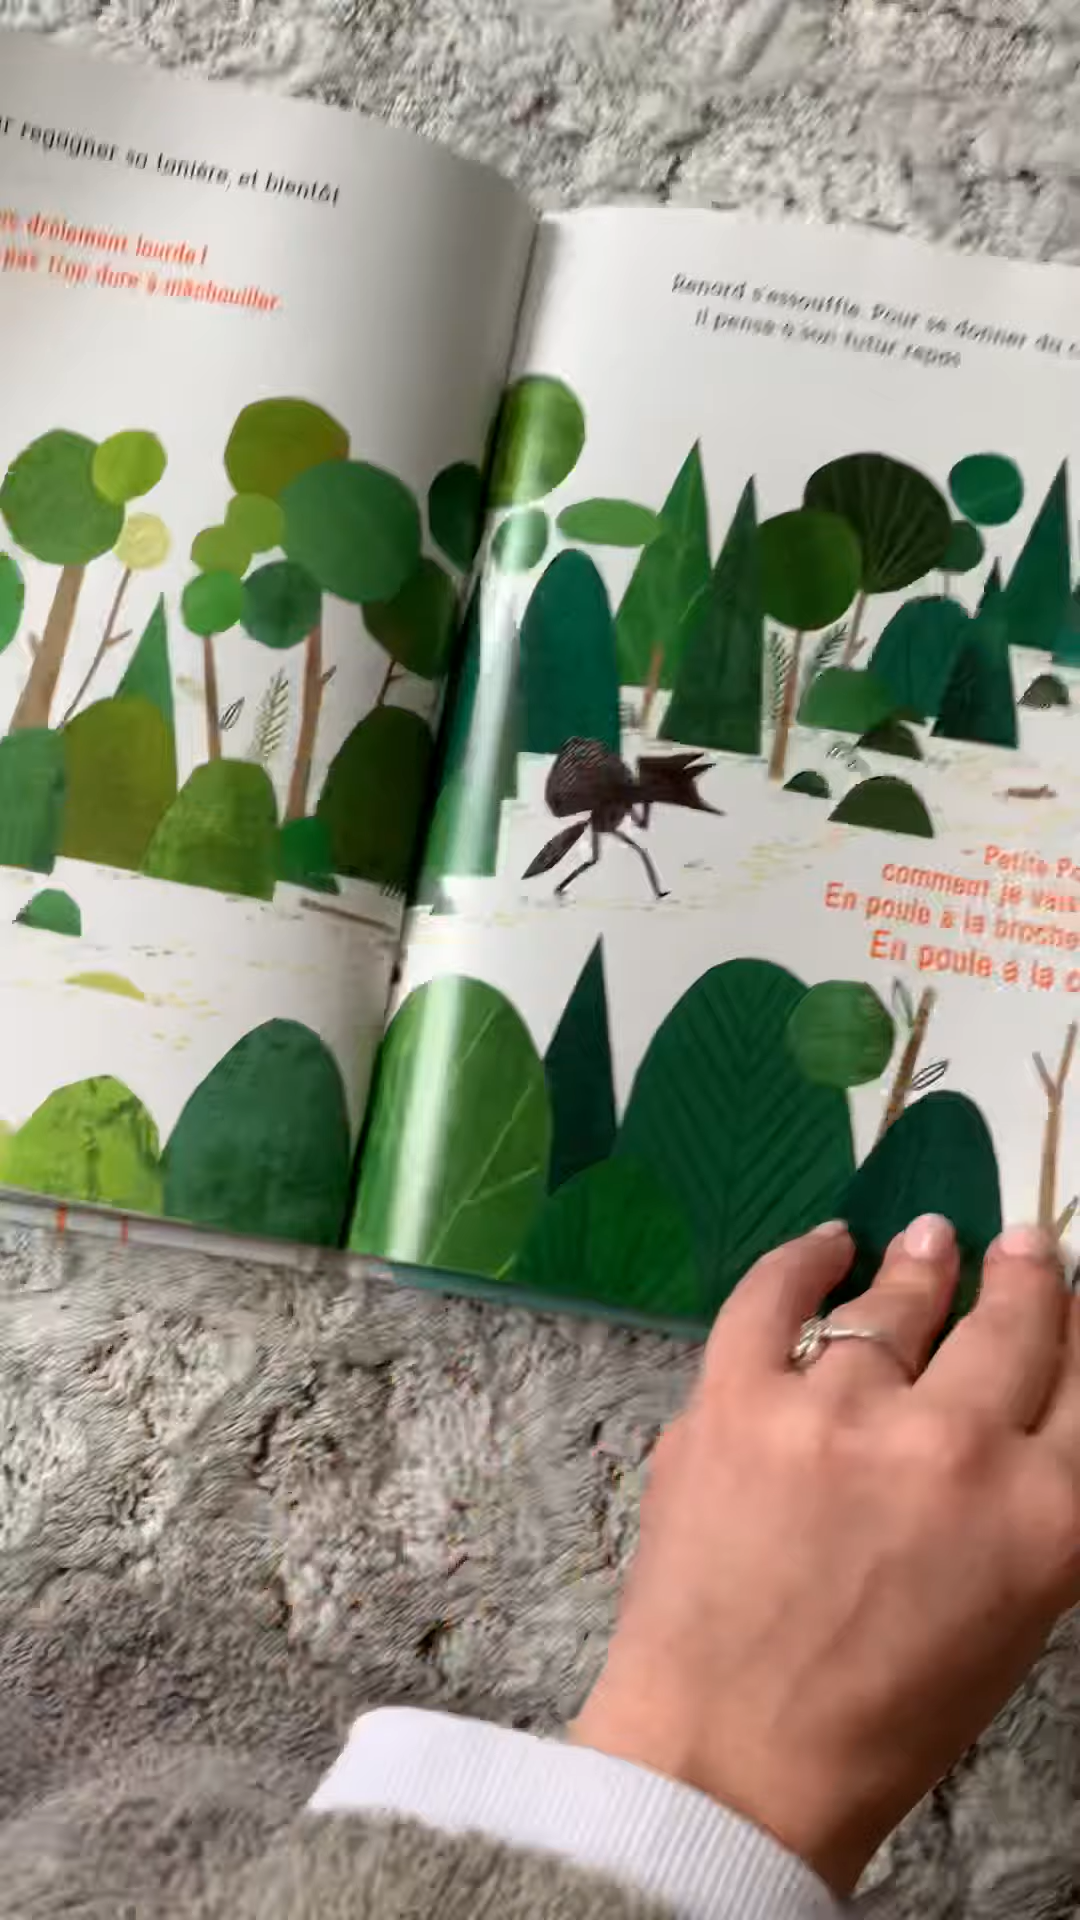 regagner sa tanière, et bientôt
drôlement lourde !
pas trop dure à mâchouiller.
Renard s'essouffle. Pour se donner du
il pense à son futur repas
- Petite Po
comment je vais
En poule à la broche
En poule à la c